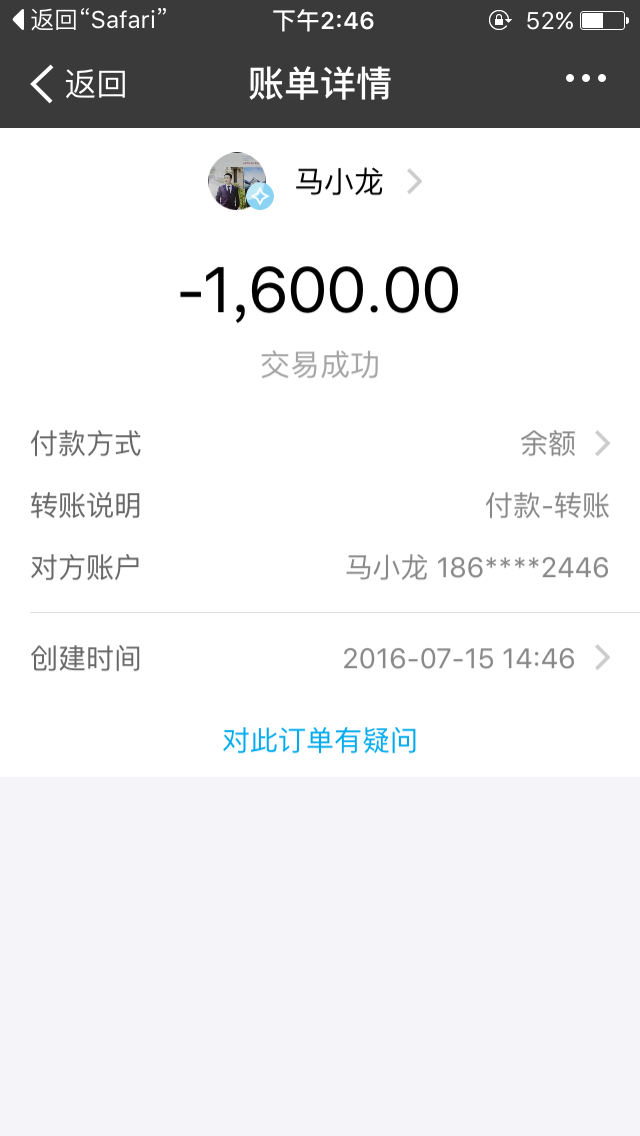 返回“Safari” 下午2:46 52%
返回 账单详情
马小龙
-1,600.00
交易成功
付款方式 余额
转账说明 付款-转账
对方账户 马小龙 186****2446
创建时间 2016-07-15 14:46
对此订单有疑问